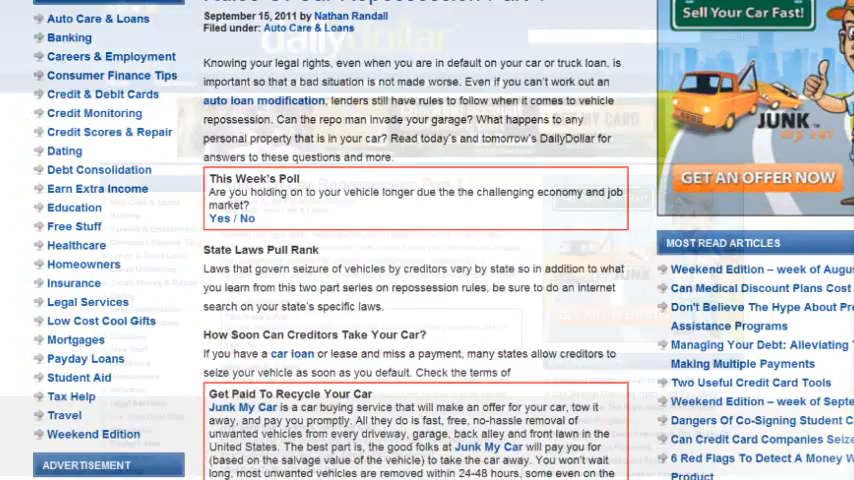 Auto Care & Loans
Banking
Careers & Employment
Consumer Finance Tips
Credit & Debit Cards
Credit Monitoring
Credit Scores & Repair
Dating
Debt Consolidation
Earn Extra Income
Education
Free Stuff
Healthcare
Homeowners
Insurance
Legal Services
Low Cost Cool Gifts
Mortgages
Payday Loans
Student Aid
Tax Help
Travel
Weekend Edition
ADVERTISEMENT
September 15, 2011 by Nathan Randall
Filed under: Auto Care & Loans
Knowing your legal rights, even when you are in default on your car or truck loan, is
important so that a bad situation is not made worse. Even if you can't work out an
auto loan modification, lenders still have rules to follow when it comes to vehicle
repossession. Can the repo man invade your garage? What happens to any
personal property that is in your car? Read today's and tomorrow's DailyDollar for
answers to these questions and more.
This Week's Poll
Are you holding on to your vehicle longer due the the challenging economy and job
market?
Yes / No
State Laws Pull Rank
Laws that govern seizure of vehicles by creditors vary by state so in addition to what
you learn from this two part series on repossession rules, be sure to do an internet
search on your state's specific laws.
How Soon Can Creditors Take Your Car?
If you have a car loan or lease and miss a payment, many states allow creditors to
seize your vehicle as soon as you default. Check the terms of
Get Paid To Recycle Your Car
Junk My Car is a car buying service that will make an offer for your car, tow it
away, and pay you promptly. All they do is fast, free, no-hassle removal of
unwanted vehicles from every driveway, garage, back alley and front lawn in the
United States. The best part is, the good folks at Junk My Car will pay you for
(based on the salvage value of the vehicle) to take the car away. You won't wait
long, most unwanted vehicles are removed within 24-48 hours, some even on the
Sell Your Car Fast!
JUNK
my car
GET AN OFFER NOW
MOST READ ARTICLES
Weekend Edition – week of Augus
Can Medical Discount Plans Cost
Don't Believe The Hype About Pre
Assistance Programs
Managing Your Debt: Alleviating
Making Multiple Payments
Two Useful Credit Card Tools
Weekend Edition – week of Septe
Dangers Of Co-Signing Student C
Can Credit Card Companies Seize
6 Red Flags To Detect A Money W
Product